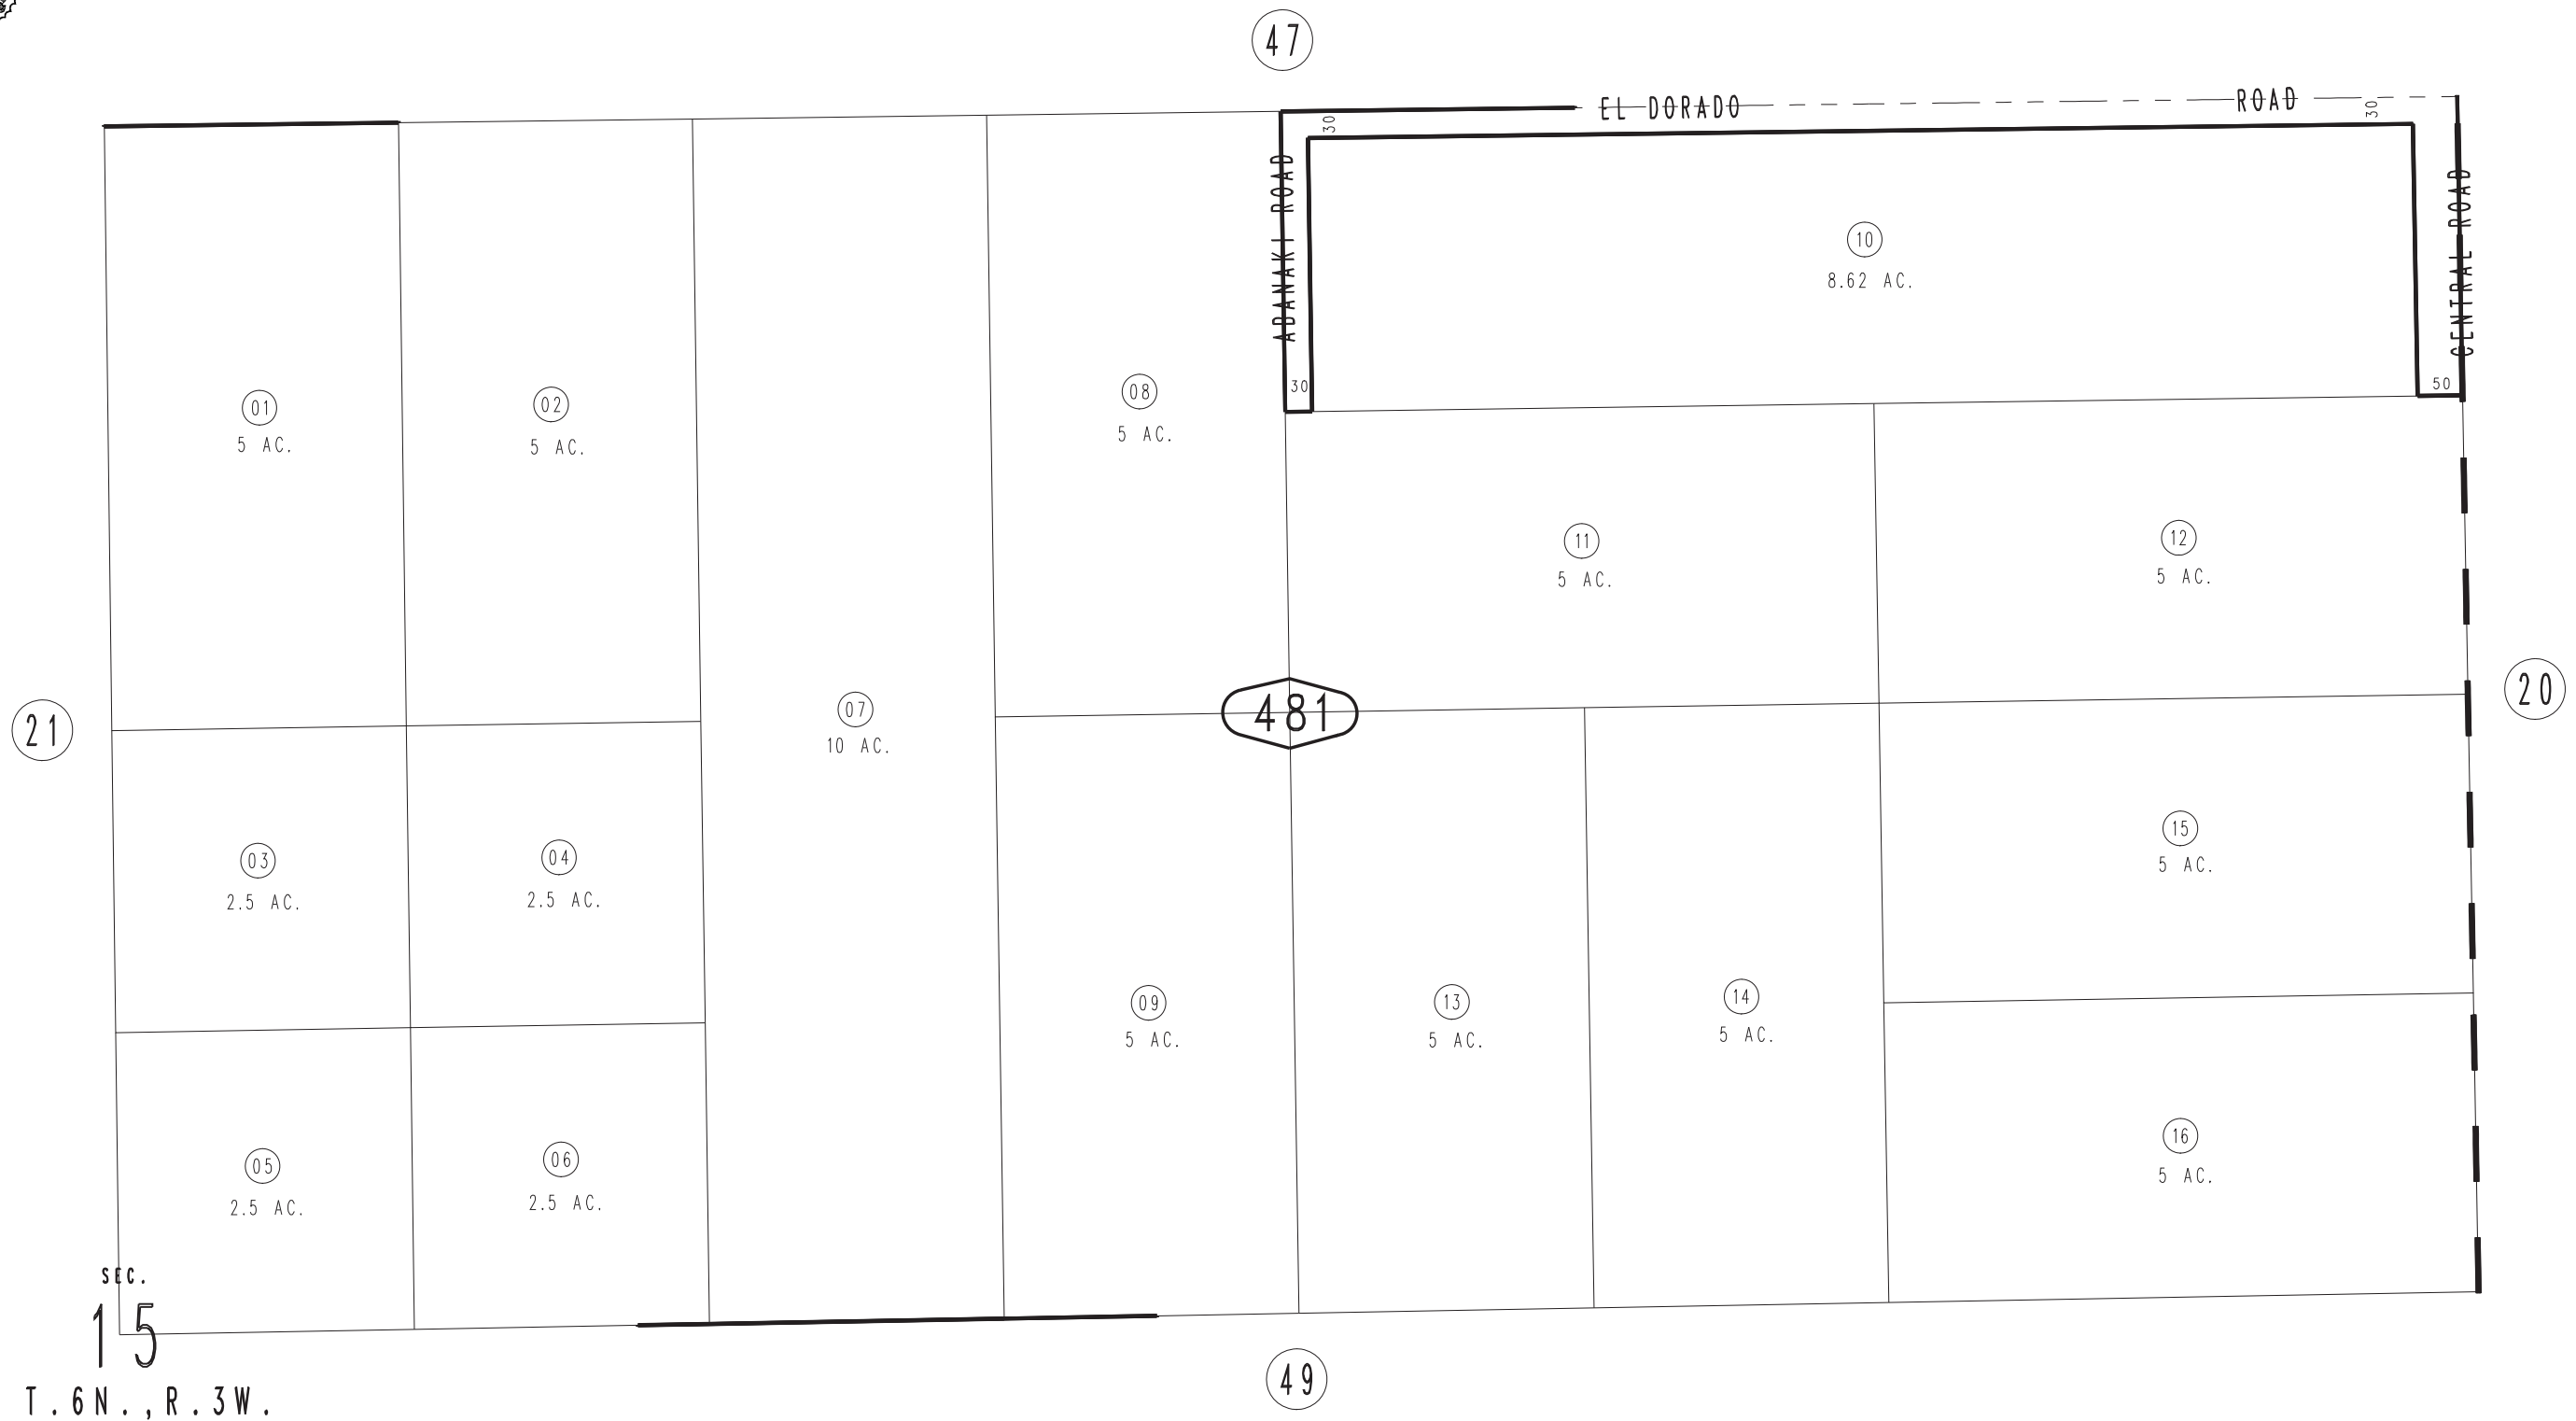 47
EL DORADO ROAD
30
30
ADANAKI ROAD
CENTRAL ROAD
10
8.62 AC.
30
50
01
5 AC.
02
5 AC.
08
5 AC.
11
5 AC.
12
5 AC.
21
07
10 AC.
481
20
03
2.5 AC.
04
2.5 AC.
15
5 AC.
09
5 AC.
13
5 AC.
14
5 AC.
05
2.5 AC.
06
2.5 AC.
16
5 AC.
SEC.
15
T.6N.,R.3W.
49